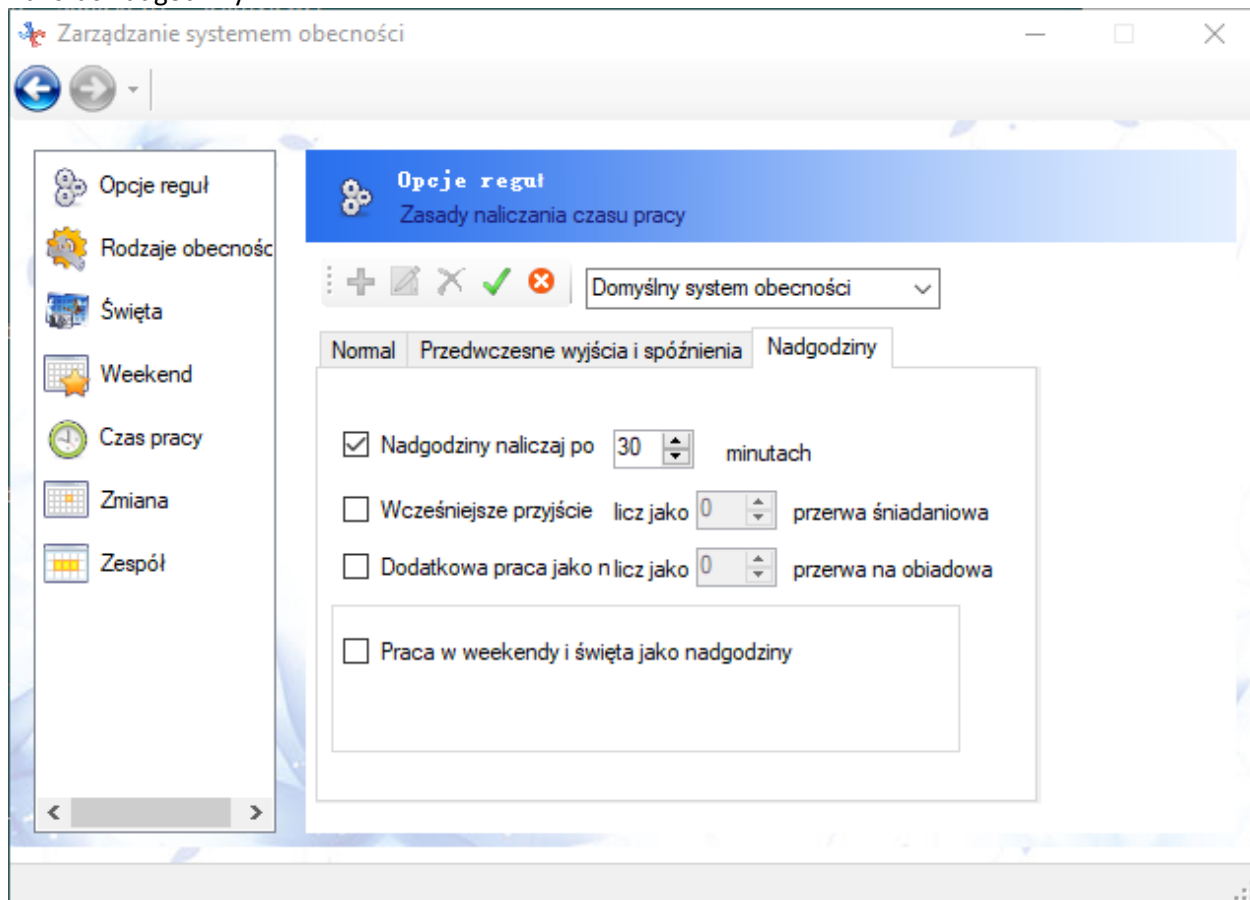 Zarządzanie systemem obecności
Opcje reguł
Rodzaje obecnośc
Święta
Weekend
Czas pracy
Zmiana
Zespół
Opcje reguł
Zasady naliczania czasu pracy
Domyślny system obecności
Normal Przedwczesne wyjścia i spóźnienia Nadgodziny
Nadgodziny naliczaj po 30 minutach
Wcześniejsze przyjście licz jako 0 przerwa śniadaniowa
Dodatkowa praca jako n licz jako 0 przerwa na obiadowa
Praca w weekendy i święta jako nadgodziny